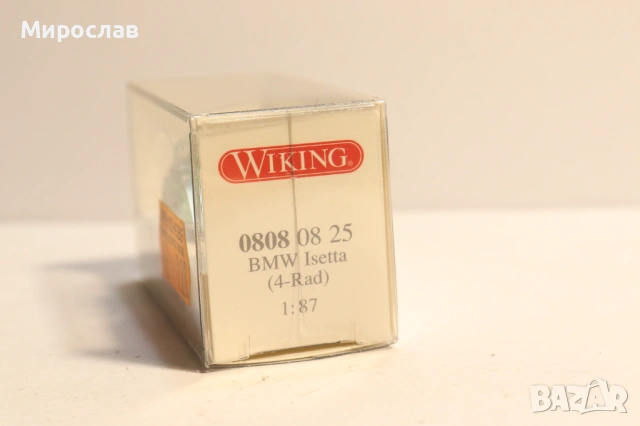 Мирослав
WIKING®
0808 08 25
BMW Isetta
(4-Rad)
1:87
BAZAR